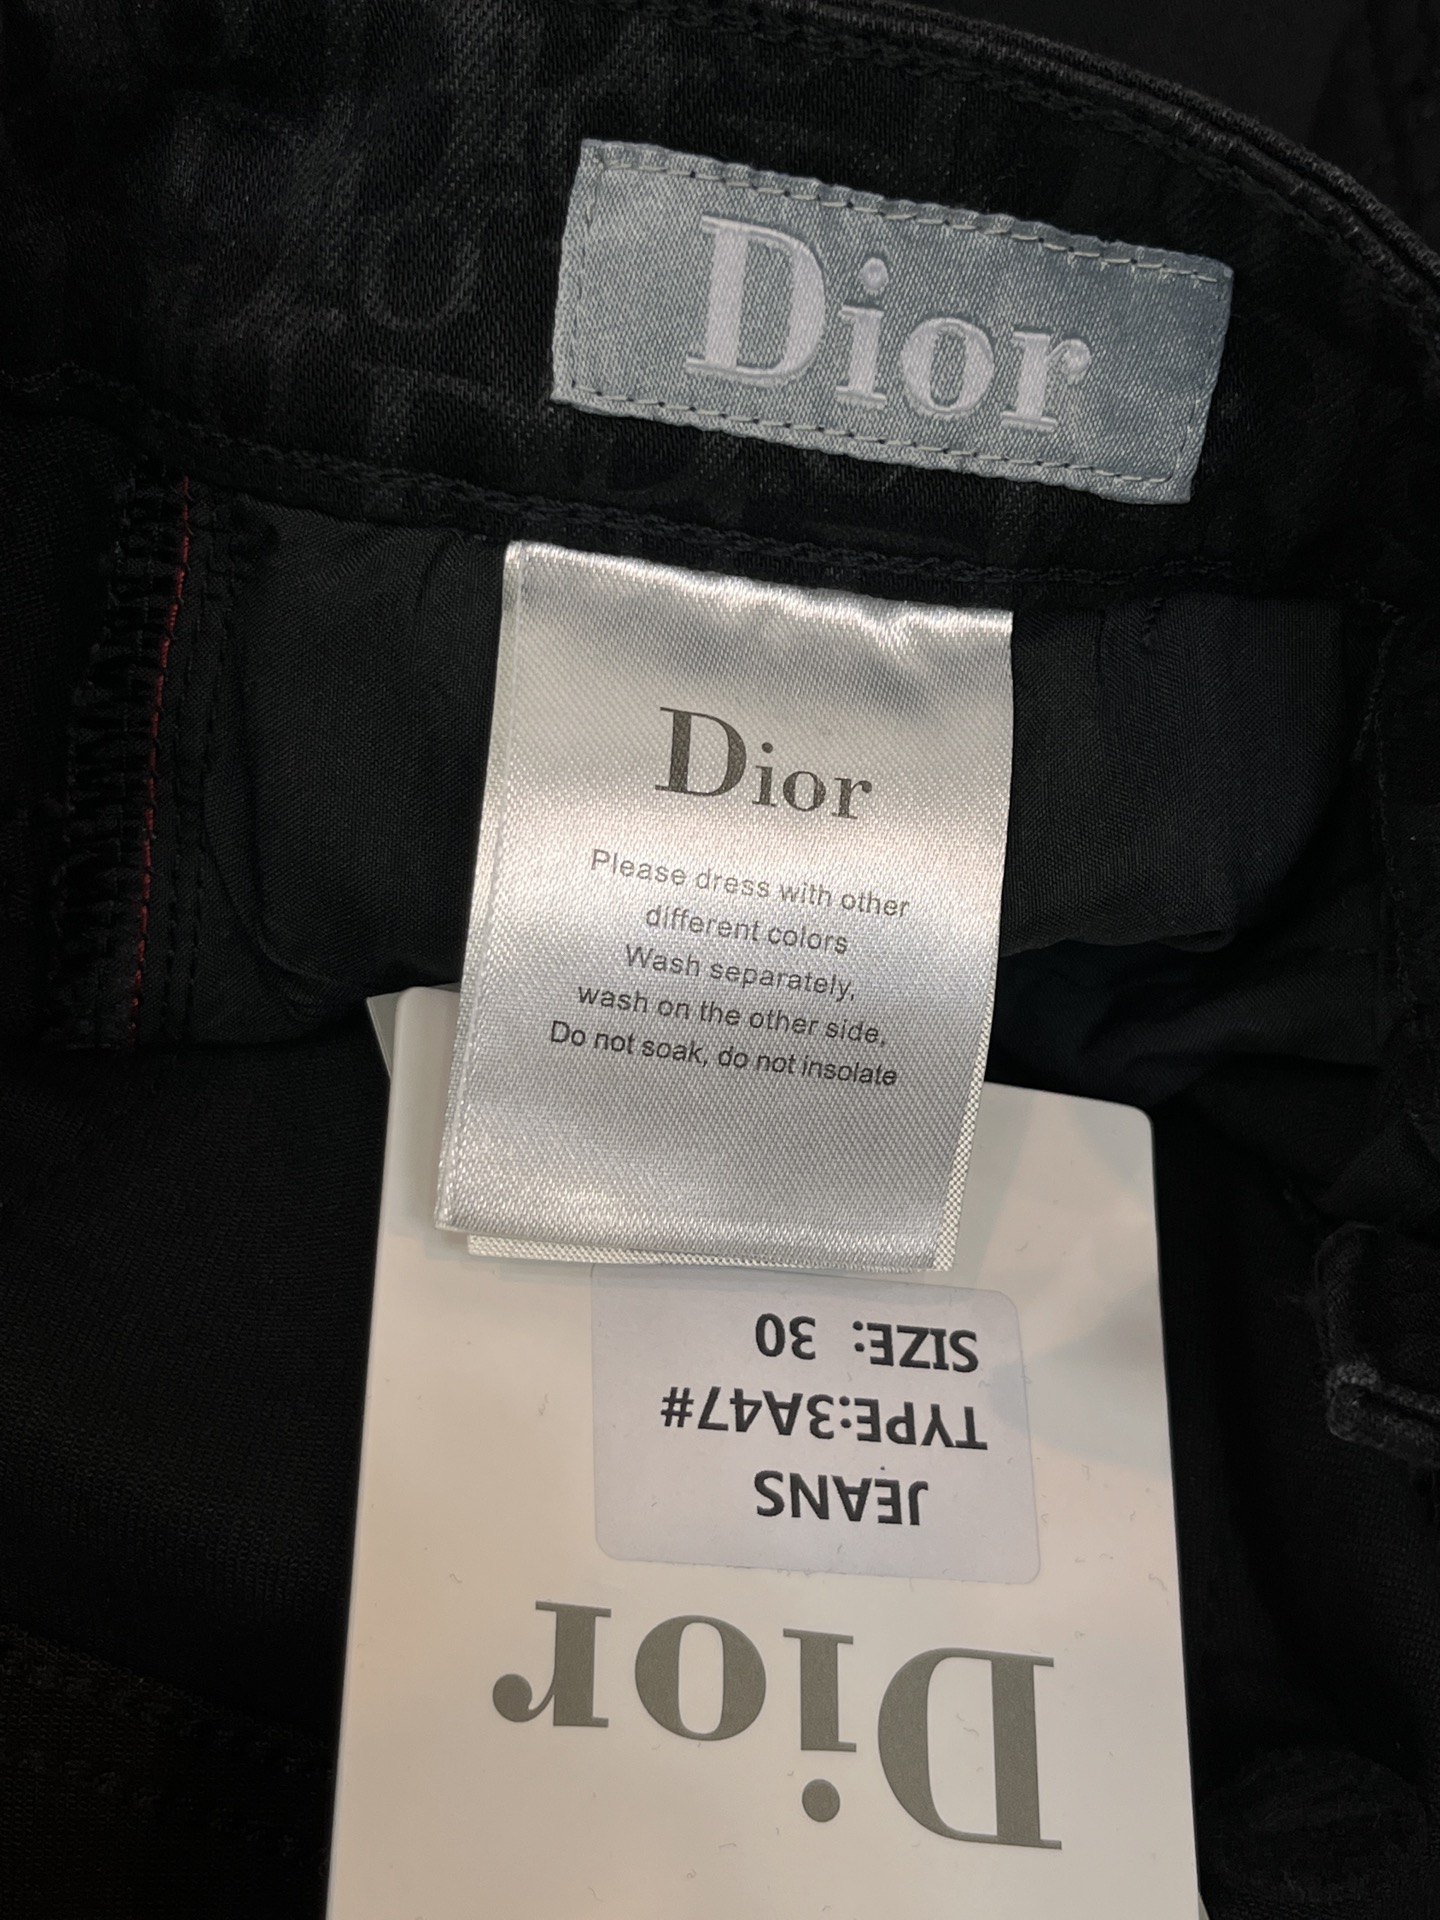 Dior
Dior
Please dress with other
different colors
Wash separately,
wash on the other side,
Do not soak, do not insolate
Dior
JEANS
TYPE:3A47#
SIZE: 30